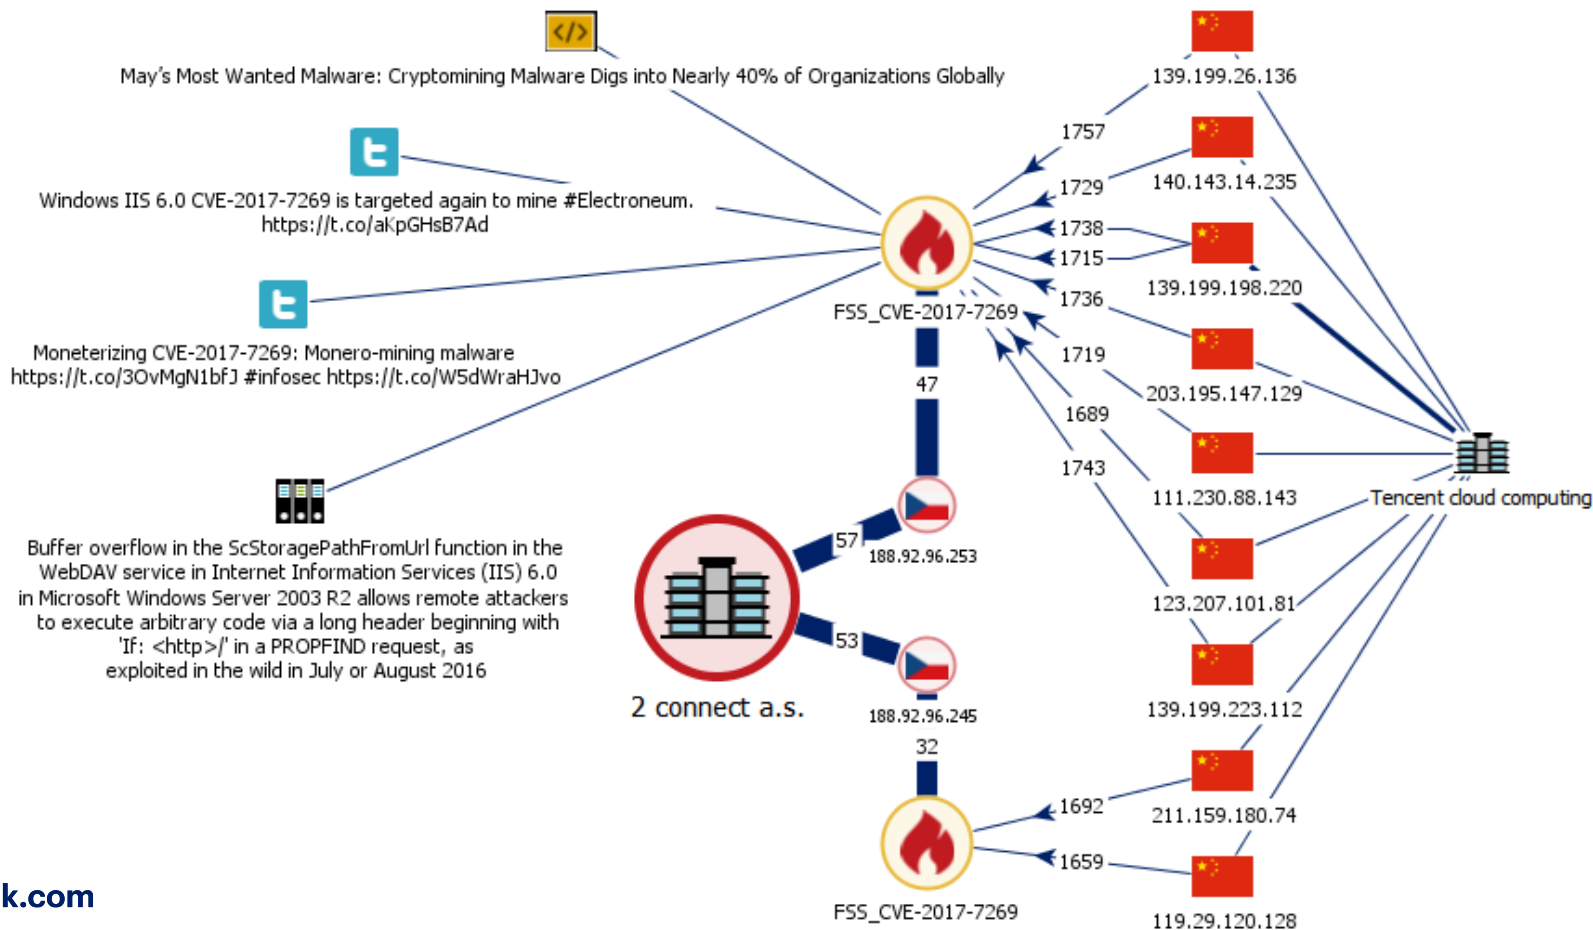 May's Most Wanted Malware: Cryptomining Malware Digs into Nearly 40% of Organizations Globally
Windows IIS 6.0 CVE-2017-7269 is targeted again to mine #Electroneum.
https://t.co/aKpGHsB7Ad
Moneterizing CVE-2017-7269: Monero-mining malware
https://t.co/3OvMgN1bfJ #infosec https://t.co/W5dWraHJvo
Buffer overflow in the ScStoragePathFromUrl function in the
WebDAV service in Internet Information Services (IIS) 6.0
in Microsoft Windows Server 2003 R2 allows remote attackers
to execute arbitrary code via a long header beginning with
'If: <http>/' in a PROPFIND request, as
exploited in the wild in July or August 2016
FSS_CVE-2017-7269
47
57
188.92.96.253
53
188.92.96.245
2 connect a.s.
32
FSS_CVE-2017-7269
1757
1729
1738
1715
1736
1719
1689
1743
1692
1659
139.199.26.136
140.143.14.235
139.199.198.220
203.195.147.129
111.230.88.143
123.207.101.81
139.199.223.112
211.159.180.74
119.29.120.128
Tencent cloud computing
k.com